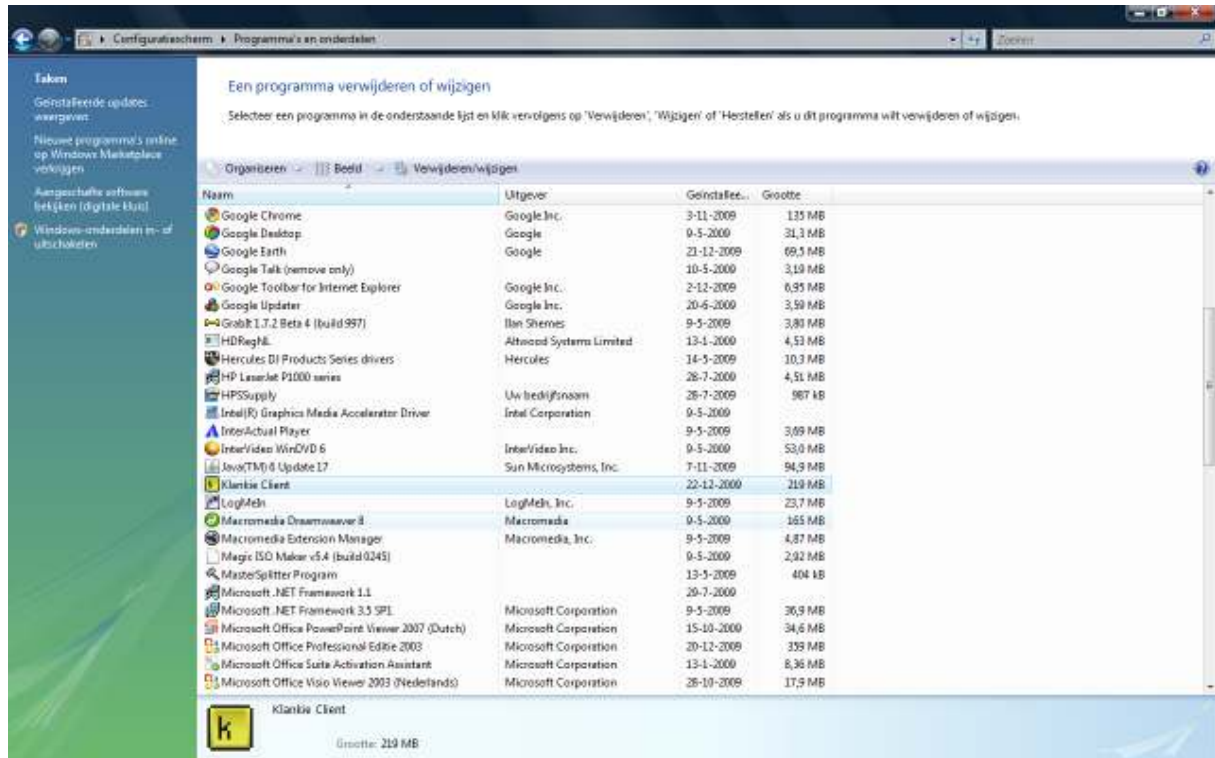 Configuratiescherm ▸ Programma's en onderdelen
Zoeken
Taken
Geïnstalleerde updates
weergeven
Nieuwe programma's online
op Windows Marketplace
verkrijgen
Aangeschafte software
bekijken (digitale kluis)
Windows-onderdelen in- of
uitschakelen
Een programma verwijderen of wijzigen
Selecteer een programma in de onderstaande lijst en klik vervolgens op 'Verwijderen', 'Wijzigen' of 'Herstellen' als u dit programma wilt verwijderen of wijzigen.
Organiseren Beeld Verwijderen/wijzigen
Naam Uitgever Geïnstallee... Grootte
Google Chrome Google Inc. 3-11-2009 135 MB
Google Desktop Google 9-5-2009 31,3 MB
Google Earth Google 21-12-2009 69,5 MB
Google Talk (remove only) 10-5-2009 3,19 MB
Google Toolbar for Internet Explorer Google Inc. 2-12-2009 6,95 MB
Google Updater Google Inc. 20-6-2009 3,59 MB
GrabIt 1.7.2 Beta 4 (build 997) Ilan Shemes 9-5-2009 3,80 MB
HDRegNL Altwood Systems Limited 13-1-2009 4,53 MB
Hercules DJ Products Series drivers Hercules 14-5-2009 10,3 MB
HP LaserJet P1000 series 28-7-2009 4,51 MB
HPSSupply Uw bedrijfsnaam 28-7-2009 987 kB
Intel(R) Graphics Media Accelerator Driver Intel Corporation 9-5-2009
InterActual Player 9-5-2009 3,69 MB
InterVideo WinDVD 6 InterVideo Inc. 9-5-2009 53,0 MB
Java(TM) 6 Update 17 Sun Microsystems, Inc. 7-11-2009 94,9 MB
Klankie Client 22-12-2009 219 MB
LogMeIn LogMeIn, Inc. 9-5-2009 23,7 MB
Macromedia Dreamweaver 8 Macromedia 9-5-2009 165 MB
Macromedia Extension Manager Macromedia, Inc. 9-5-2009 4,87 MB
Magic ISO Maker v5.4 (build 0245) 9-5-2009 2,92 MB
MasterSplitter Program 13-5-2009 404 kB
Microsoft .NET Framework 1.1 29-7-2009
Microsoft .NET Framework 3.5 SP1 Microsoft Corporation 9-5-2009 36,9 MB
Microsoft Office PowerPoint Viewer 2007 (Dutch) Microsoft Corporation 15-10-2009 34,6 MB
Microsoft Office Professional Editie 2003 Microsoft Corporation 20-12-2009 359 MB
Microsoft Office Suite Activation Assistant Microsoft Corporation 13-1-2009 8,36 MB
Microsoft Office Visio Viewer 2003 (Nederlands) Microsoft Corporation 28-10-2009 17,9 MB
k
Klankie Client
Grootte: 219 MB